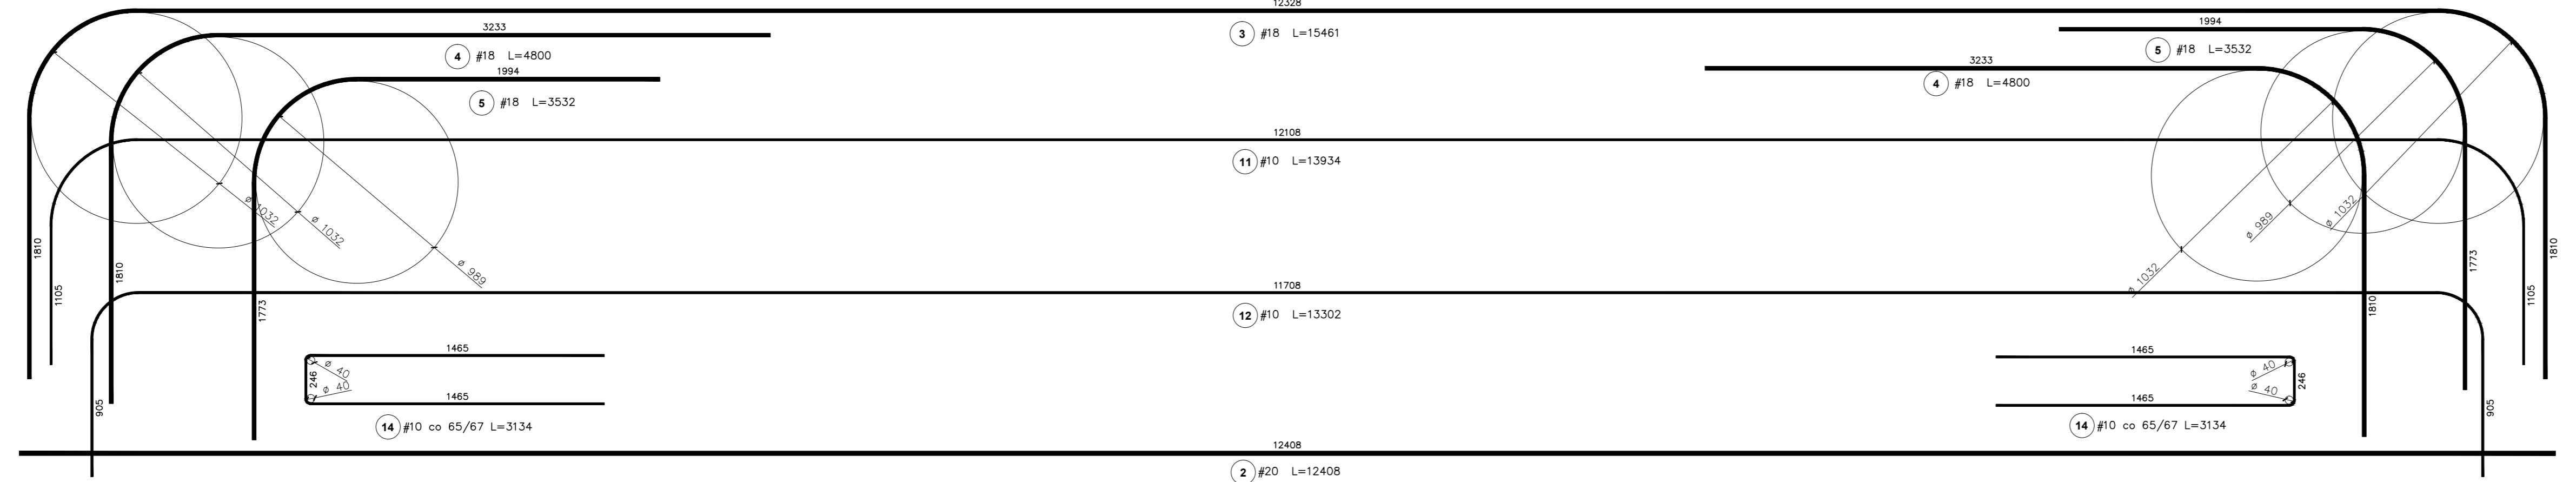 12328
3 #18 L=15461
3233
4 #18 L=4800
1994
5 #18 L=3532
1994
5 #18 L=3532
3233
4 #18 L=4800
12108
11 #10 L=13934
ø 1032
ø 1032
ø 989
ø 1032
ø 989
ø 1032
1810
1105
1810
1773
1810
1773
1105
1810
11708
12 #10 L=13302
905
905
1465
246
ø 40
ø 40
1465
14 #10 co 65/67 L=3134
1465
246
ø 40
ø 40
1465
14 #10 co 65/67 L=3134
12408
2 #20 L=12408